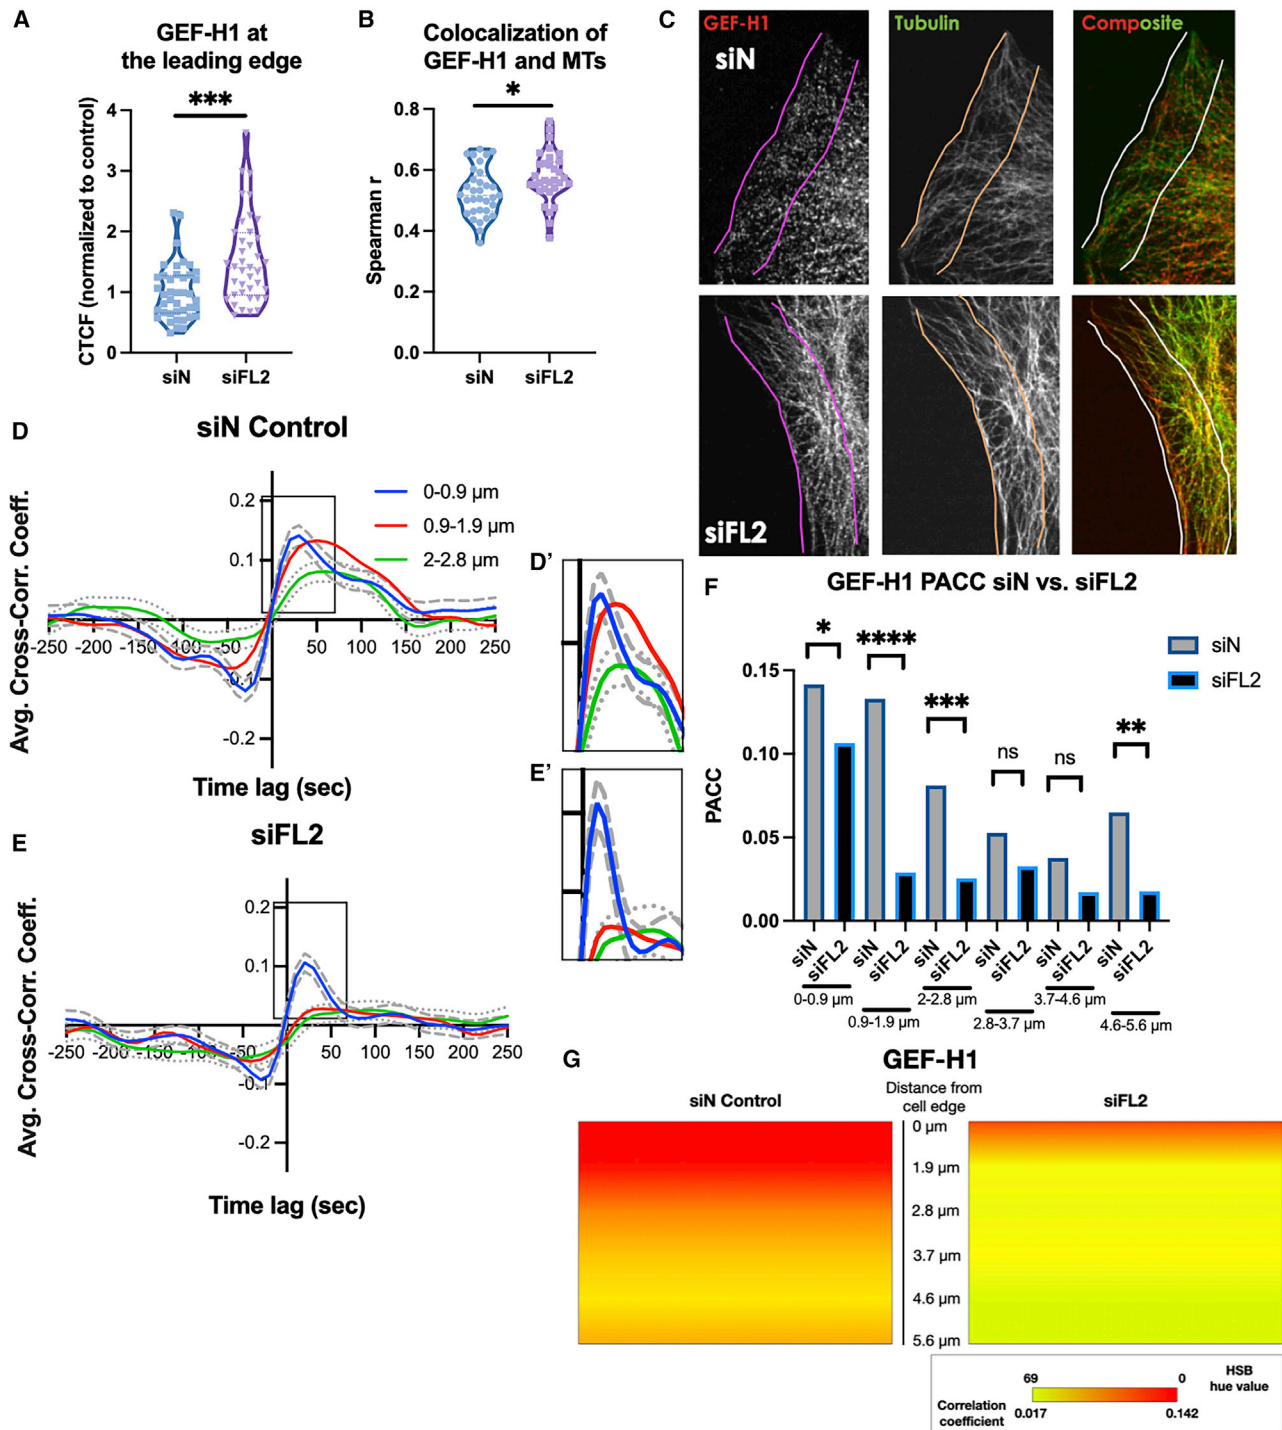 A
GEF-H1 at
the leading edge
***
CTCF (normalized to control)
4
3
2
1
0
siN
siFL2
B
Colocalization of
GEF-H1 and MTs
*
Spearman r
0.8
0.6
0.4
0.2
0.0
siN
siFL2
C
GEF-H1
Tubulin
Composite
siN
siFL2
D
siN Control
Avg. Cross-Corr. Coeff.
0.2
0.1
-0.1
-0.2
-250
-200
-150
-100
-50
50
100
150
200
250
0-0.9 µm
0.9-1.9 µm
2-2.8 µm
Time lag (sec)
D'
E'
E
siFL2
Avg. Cross-Corr. Coeff.
0.2
0.1
-0.1
-0.2
-250
-200
-150
-100
-50
50
100
150
200
250
Time lag (sec)
F
GEF-H1 PACC siN vs. siFL2
siN
siFL2
PACC
0.15
0.10
0.05
0.00
*
****
***
ns
ns
**
siN
siFL2
siN
siFL2
siN
siFL2
siN
siFL2
siN
siFL2
siN
siFL2
0-0.9 µm
0.9-1.9 µm
2-2.8 µm
2.8-3.7 µm
3.7-4.6 µm
4.6-5.6 µm
G
GEF-H1
siN Control
Distance from
cell edge
siFL2
0 µm
1.9 µm
2.8 µm
3.7 µm
4.6 µm
5.6 µm
69
0
HSB
hue value
Correlation
coefficient
0.017
0.142